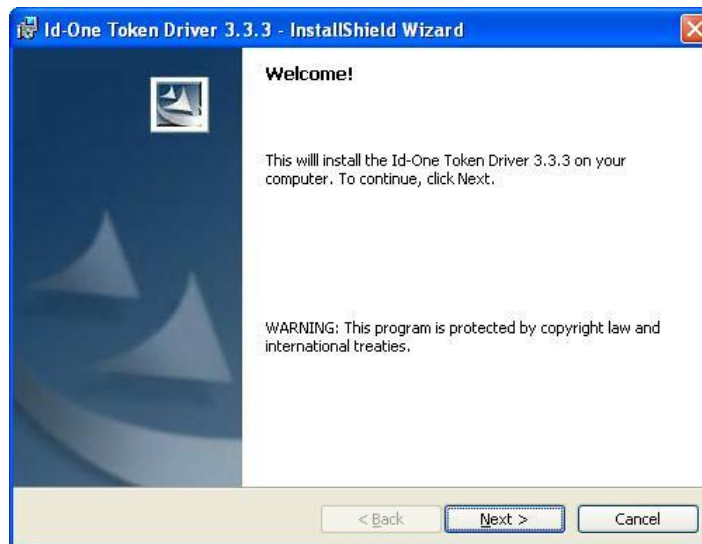 Id-One Token Driver 3.3.3 - InstallShield Wizard
Welcome!
This willl install the Id-One Token Driver 3.3.3 on your
computer. To continue, click Next.
WARNING: This program is protected by copyright law and
international treaties.
< Back
Next >
Cancel